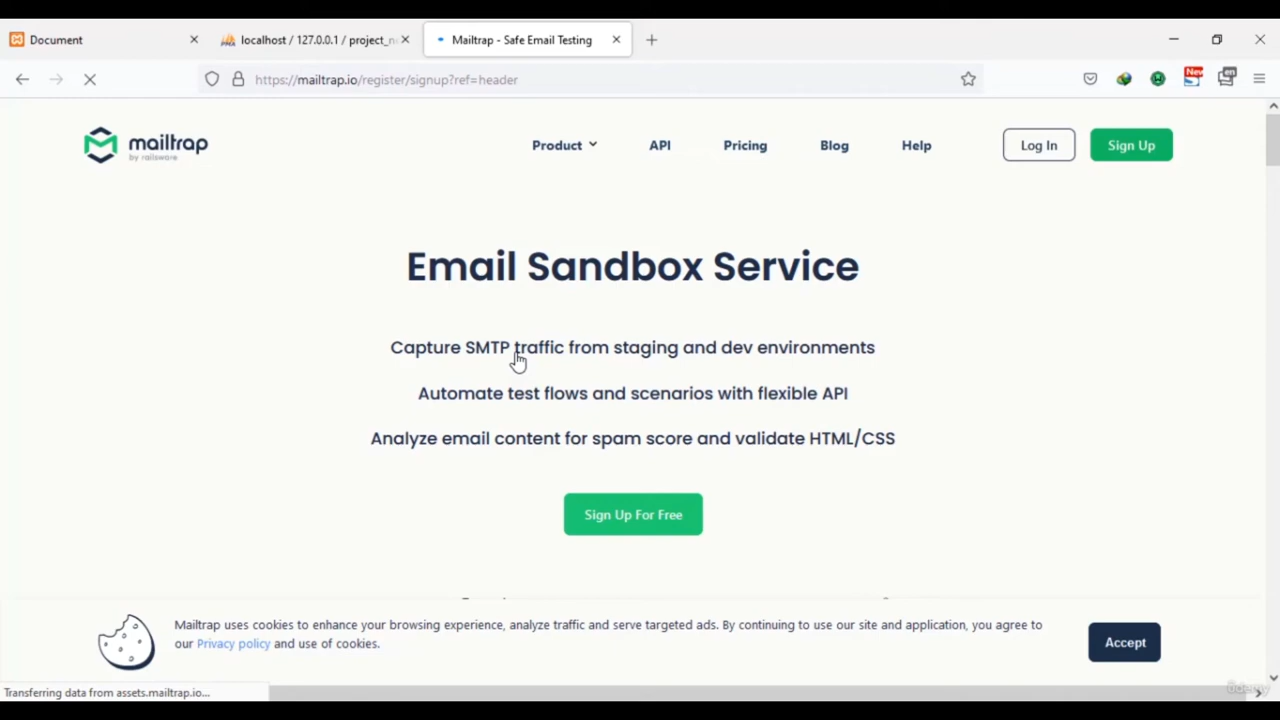 Document
localhost / 127.0.0.1 / project_n
Mailtrap - Safe Email Testing
https://mailtrap.io/register/signup?ref=header
New
en
mailtrap
by railsware
Product
API
Pricing
Blog
Help
Log In
Sign Up
Email Sandbox Service
Capture SMTP traffic from staging and dev environments
Automate test flows and scenarios with flexible API
Analyze email content for spam score and validate HTML/CSS
Sign Up For Free
Mailtrap uses cookies to enhance your browsing experience, analyze traffic and serve targeted ads. By continuing to use our site and application, you agree to
our Privacy policy and use of cookies.
Accept
Transferring data from assets.mailtrap.io...
ûdemy